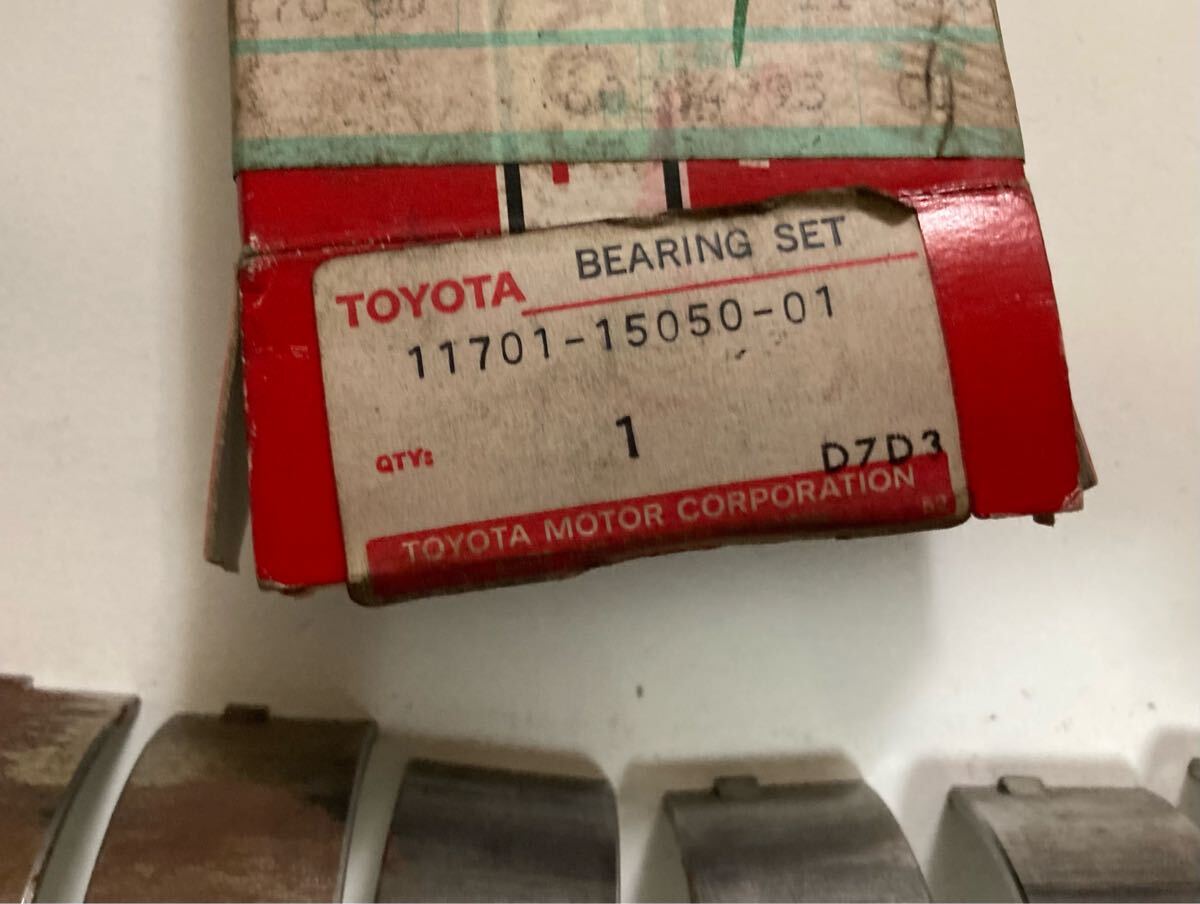 BEARING SET
TOYOTA
11701-15050-01
QTY: 1
D7D3
TOYOTA MOTOR CORPORATION